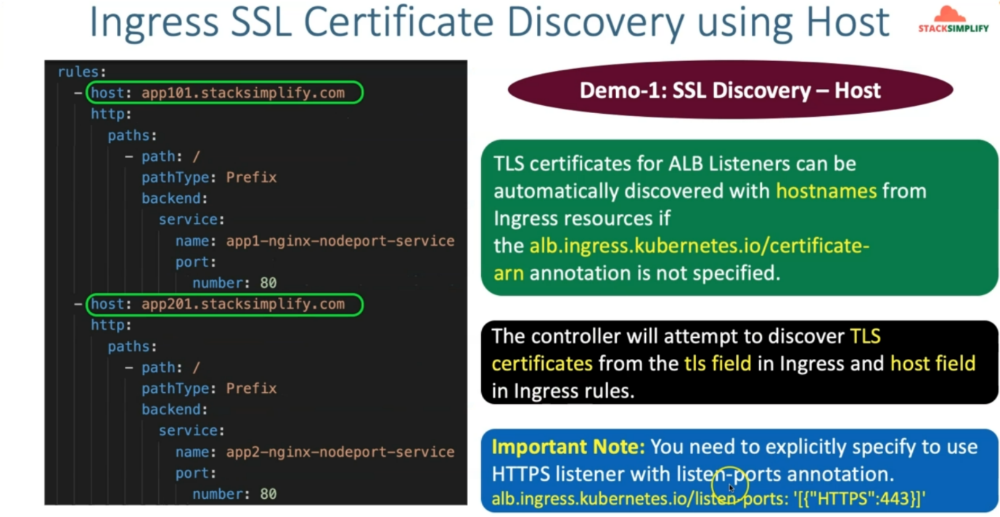 Ingress SSL Certificate Discovery using Host
STACKSIMPLIFY
rules:
- host: app101.stacksimplify.com
http:
paths:
- path: /
pathType: Prefix
backend:
service:
name: app1-nginx-nodeport-service
port:
number: 80
- host: app201.stacksimplify.com
http:
paths:
- path: /
pathType: Prefix
backend:
service:
name: app2-nginx-nodeport-service
port:
number: 80
Demo-1: SSL Discovery – Host
TLS certificates for ALB Listeners can be
automatically discovered with hostnames from
Ingress resources if
the alb.ingress.kubernetes.io/certificate-
arn annotation is not specified.
The controller will attempt to discover TLS
certificates from the tls field in Ingress and host field
in Ingress rules.
Important Note: You need to explicitly specify to use
HTTPS listener with listen-ports annotation.
alb.ingress.kubernetes.io/listen-ports: '[{"HTTPS":443}]'